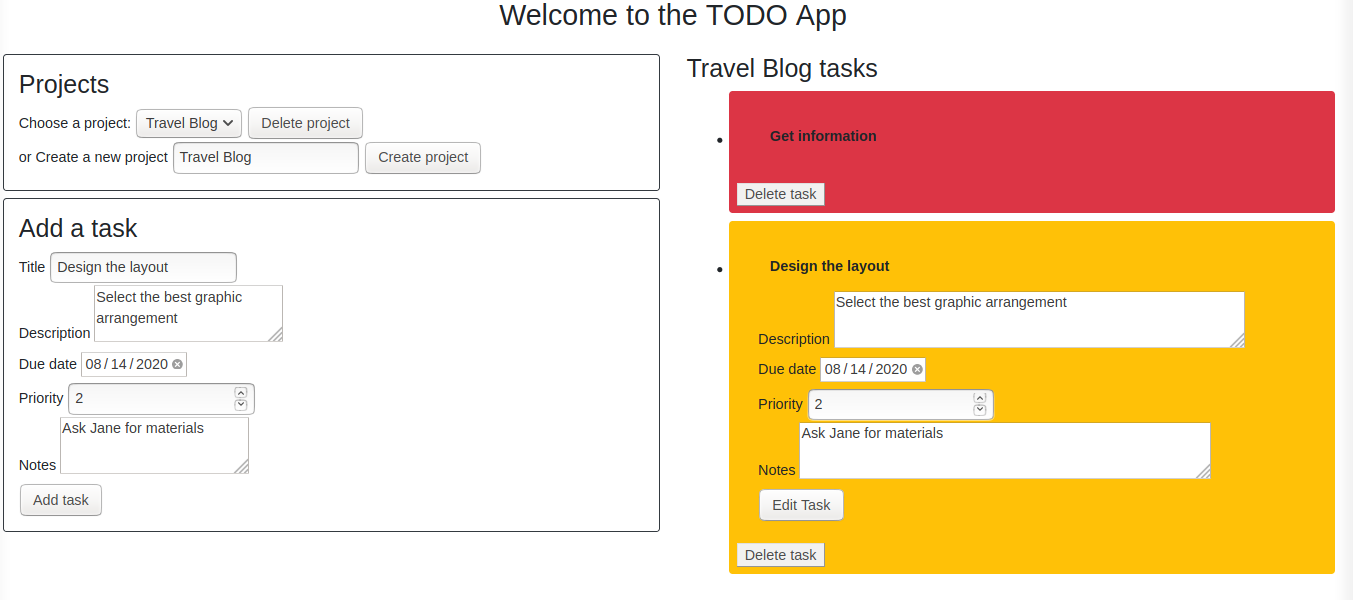 Welcome to the TODO App
Projects
Choose a project: Travel Blog Delete project
or Create a new project Travel Blog Create project
Add a task
Title Design the layout
Select the best graphic
arrangement
Description
Due date 08/14/2020
Priority 2
Ask Jane for materials
Notes
Add task
Travel Blog tasks
Get information
Delete task
Design the layout
Select the best graphic arrangement
Description
Due date 08/14/2020
Priority 2
Ask Jane for materials
Notes
Edit Task
Delete task